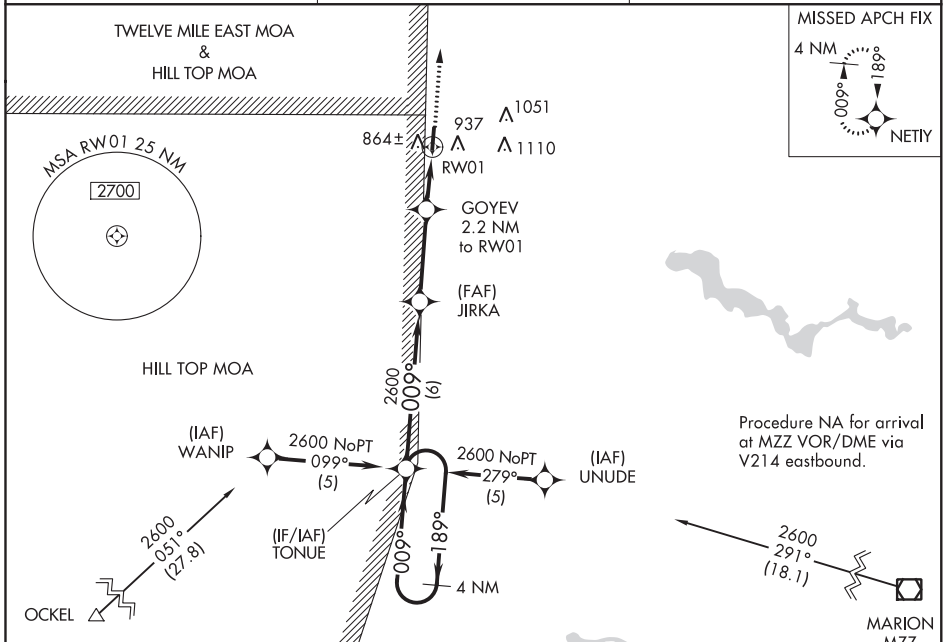 TWELVE MILE EAST MOA
&
HILL TOP MOA
MISSED APCH FIX
4 NM
009°
189°
NETIY
MSA RW01 25 NM
2700
864±
937
1051
1110
RW01
GOYEV
2.2 NM
to RW01
(FAF)
JIRKA
HILL TOP MOA
2600
009°
(6)
(IAF)
WANIP
2600 NoPT
099°
(5)
2600 NoPT
279°
(5)
(IAF)
UNUDE
Procedure NA for arrival
at MZZ VOR/DME via
V214 eastbound.
(IF/IAF)
TONUE
009°
189°
4 NM
2600
051°
(27.8)
OCKEL
2600
291°
(18.1)
MARION
MZZ